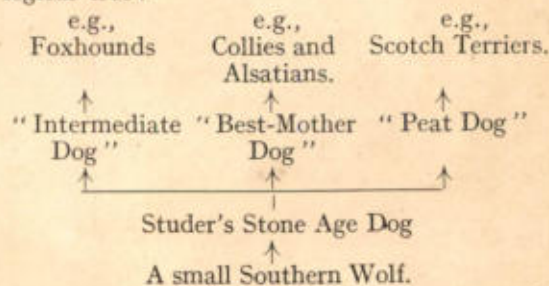 e.g., e.g., e.g.,
Foxhounds Collies and Scotch Terriers.
Alsatians.
“ Intermediate “ Best-Mother “ Peat Dog ”
Dog ” Dog ”
Studer's Stone Age Dog
A small Southern Wolf.